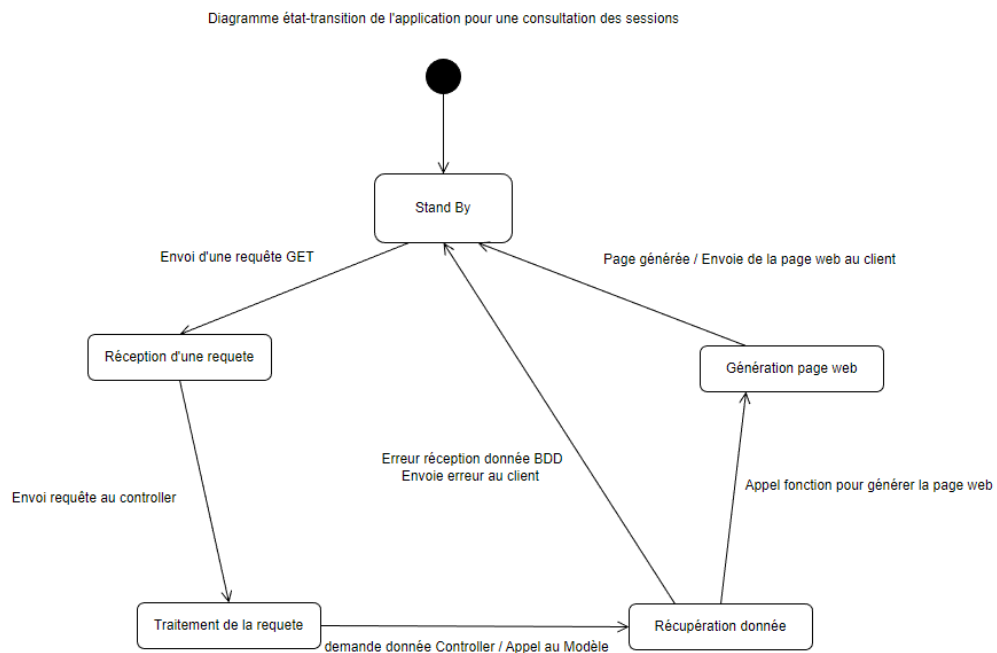 Diagramme état-transition de l'application pour une consultation des sessions
Stand By
Envoi d'une requête GET
Page générée / Envoie de la page web au client
Réception d'une requete
Génération page web
Erreur réception donnée BDD
Envoie erreur au client
Appel fonction pour générer la page web
Envoi requête au controller
Traitement de la requete
Récupération donnée
demande donnée Controller / Appel au Modèle